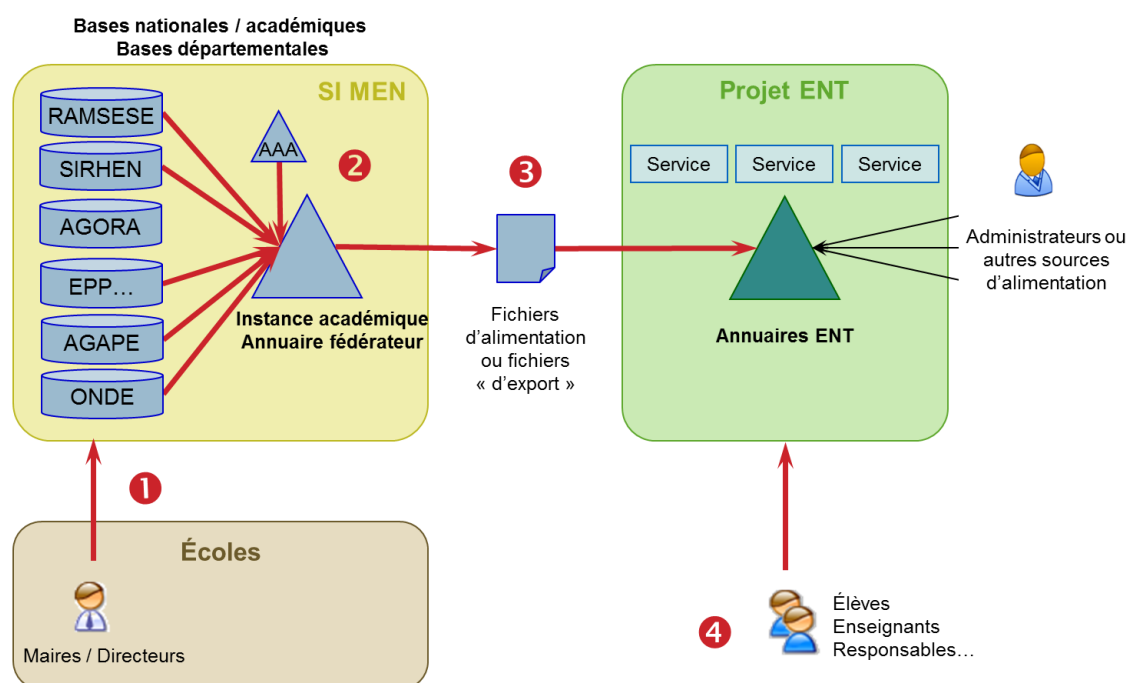 Bases nationales / académiques
Bases départementales
SI MEN
RAMSESE
SIRHEN
AGORA
EPP…
AGAPE
ONDE
AAA
2
Instance académique
Annuaire fédérateur
3
Fichiers
d’alimentation
ou fichiers
« d’export »
Projet ENT
Service
Service
Service
Annuaires ENT
Administrateurs ou
autres sources
d’alimentation
1
Écoles
Maires / Directeurs
4
Élèves
Enseignants
Responsables…